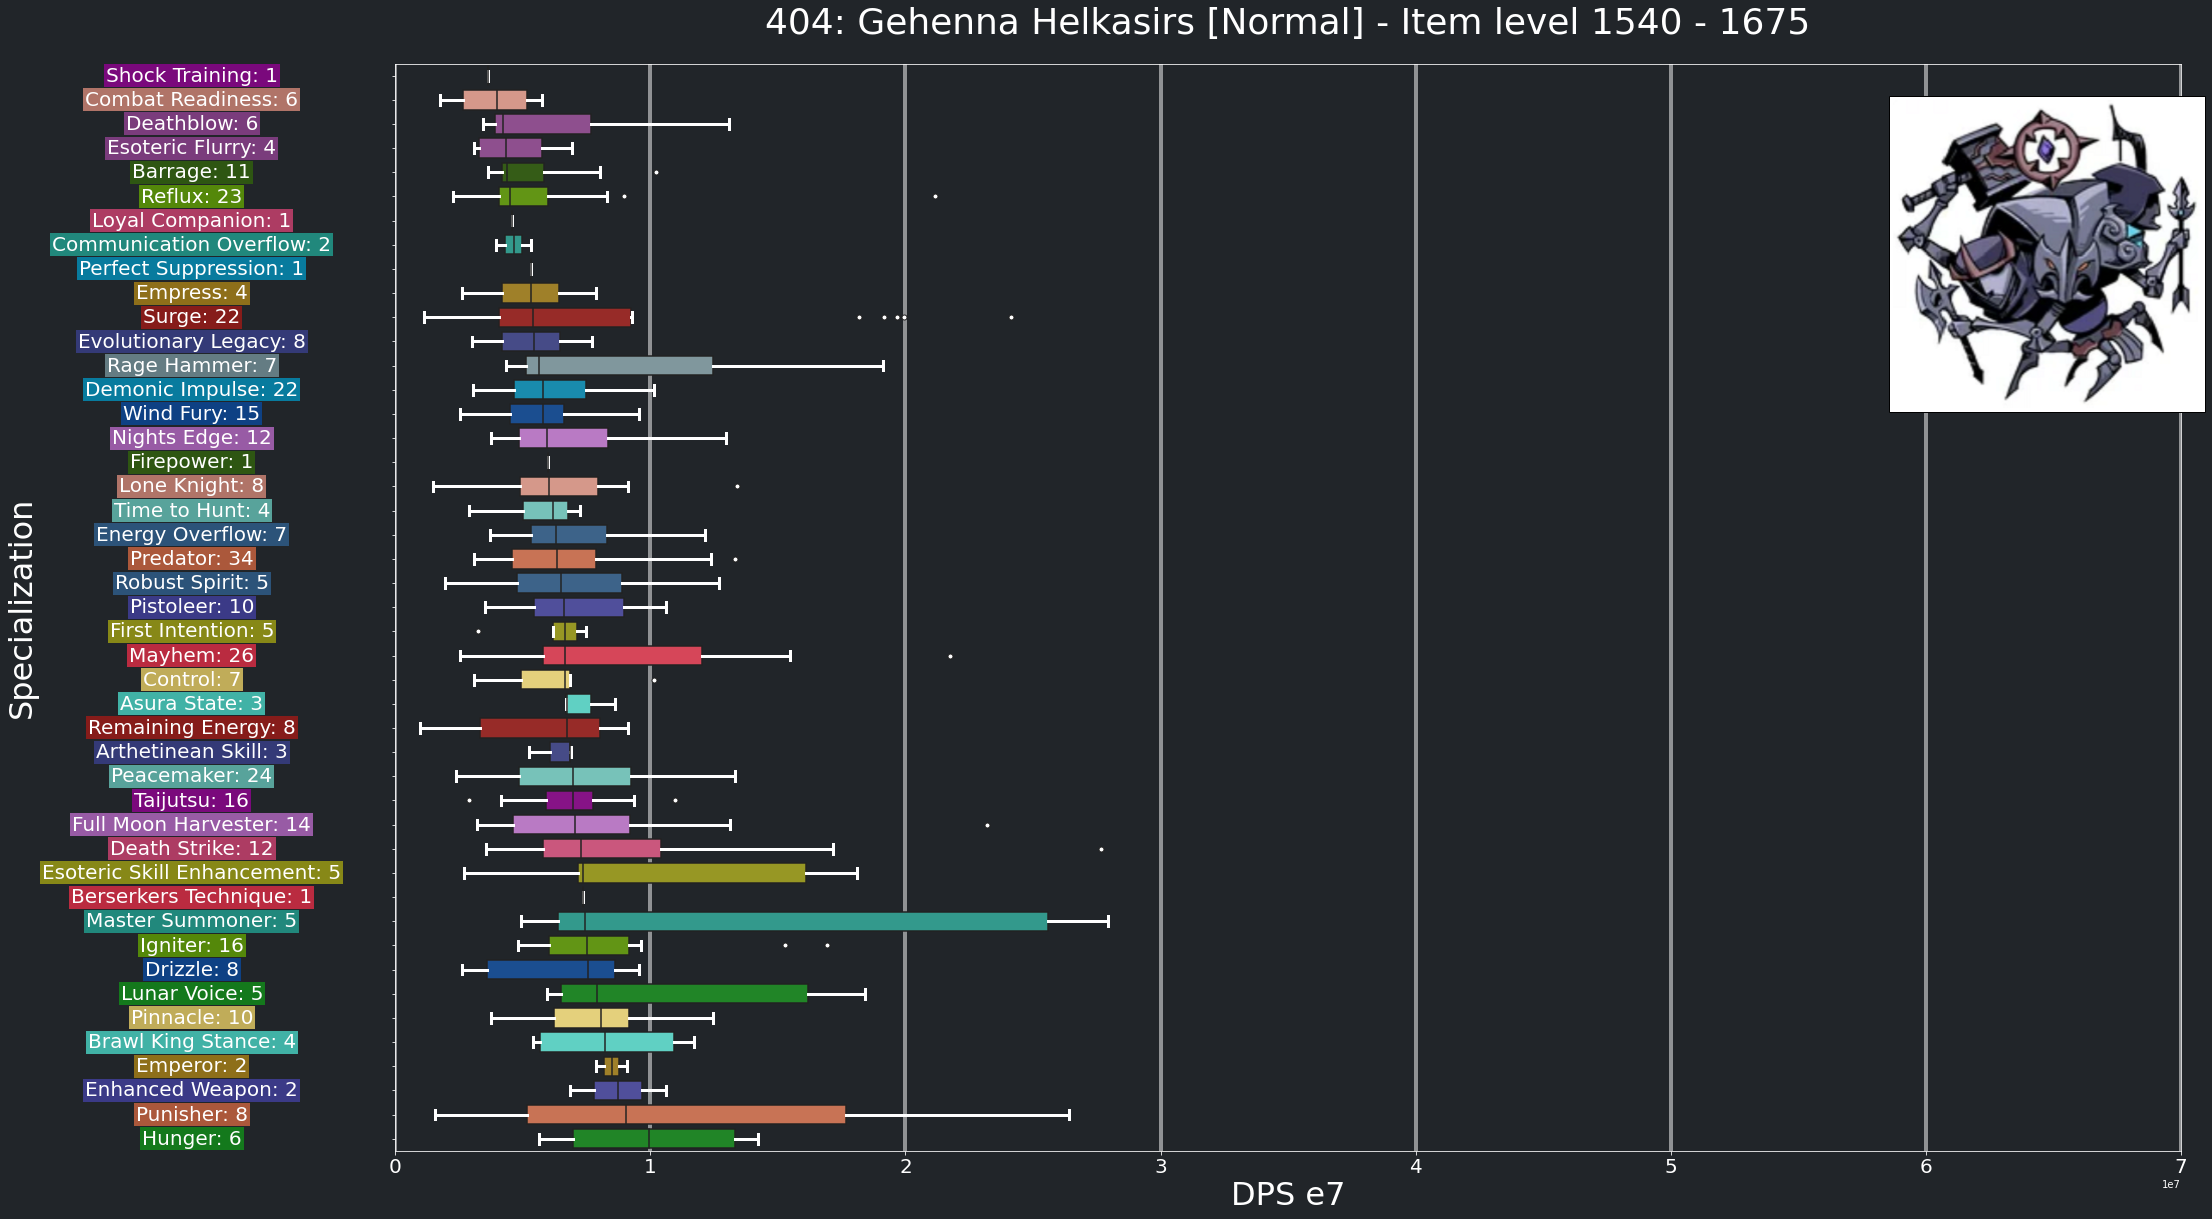 404: Gehenna Helkasirs [Normal] - Item level 1540 - 1675
Specialization
Shock Training: 1
Combat Readiness: 6
Deathblow: 6
Esoteric Flurry: 4
Barrage: 11
Reflux: 23
Loyal Companion: 1
Communication Overflow: 2
Perfect Suppression: 1
Empress: 4
Surge: 22
Evolutionary Legacy: 8
Rage Hammer: 7
Demonic Impulse: 22
Wind Fury: 15
Nights Edge: 12
Firepower: 1
Lone Knight: 8
Time to Hunt: 4
Energy Overflow: 7
Predator: 34
Robust Spirit: 5
Pistoleer: 10
First Intention: 5
Mayhem: 26
Control: 7
Asura State: 3
Remaining Energy: 8
Arthetinean Skill: 3
Peacemaker: 24
Taijutsu: 16
Full Moon Harvester: 14
Death Strike: 12
Esoteric Skill Enhancement: 5
Berserkers Technique: 1
Master Summoner: 5
Igniter: 16
Drizzle: 8
Lunar Voice: 5
Pinnacle: 10
Brawl King Stance: 4
Emperor: 2
Enhanced Weapon: 2
Punisher: 8
Hunger: 6
0 1 2 3 4 5 6 7
1e7
DPS e7